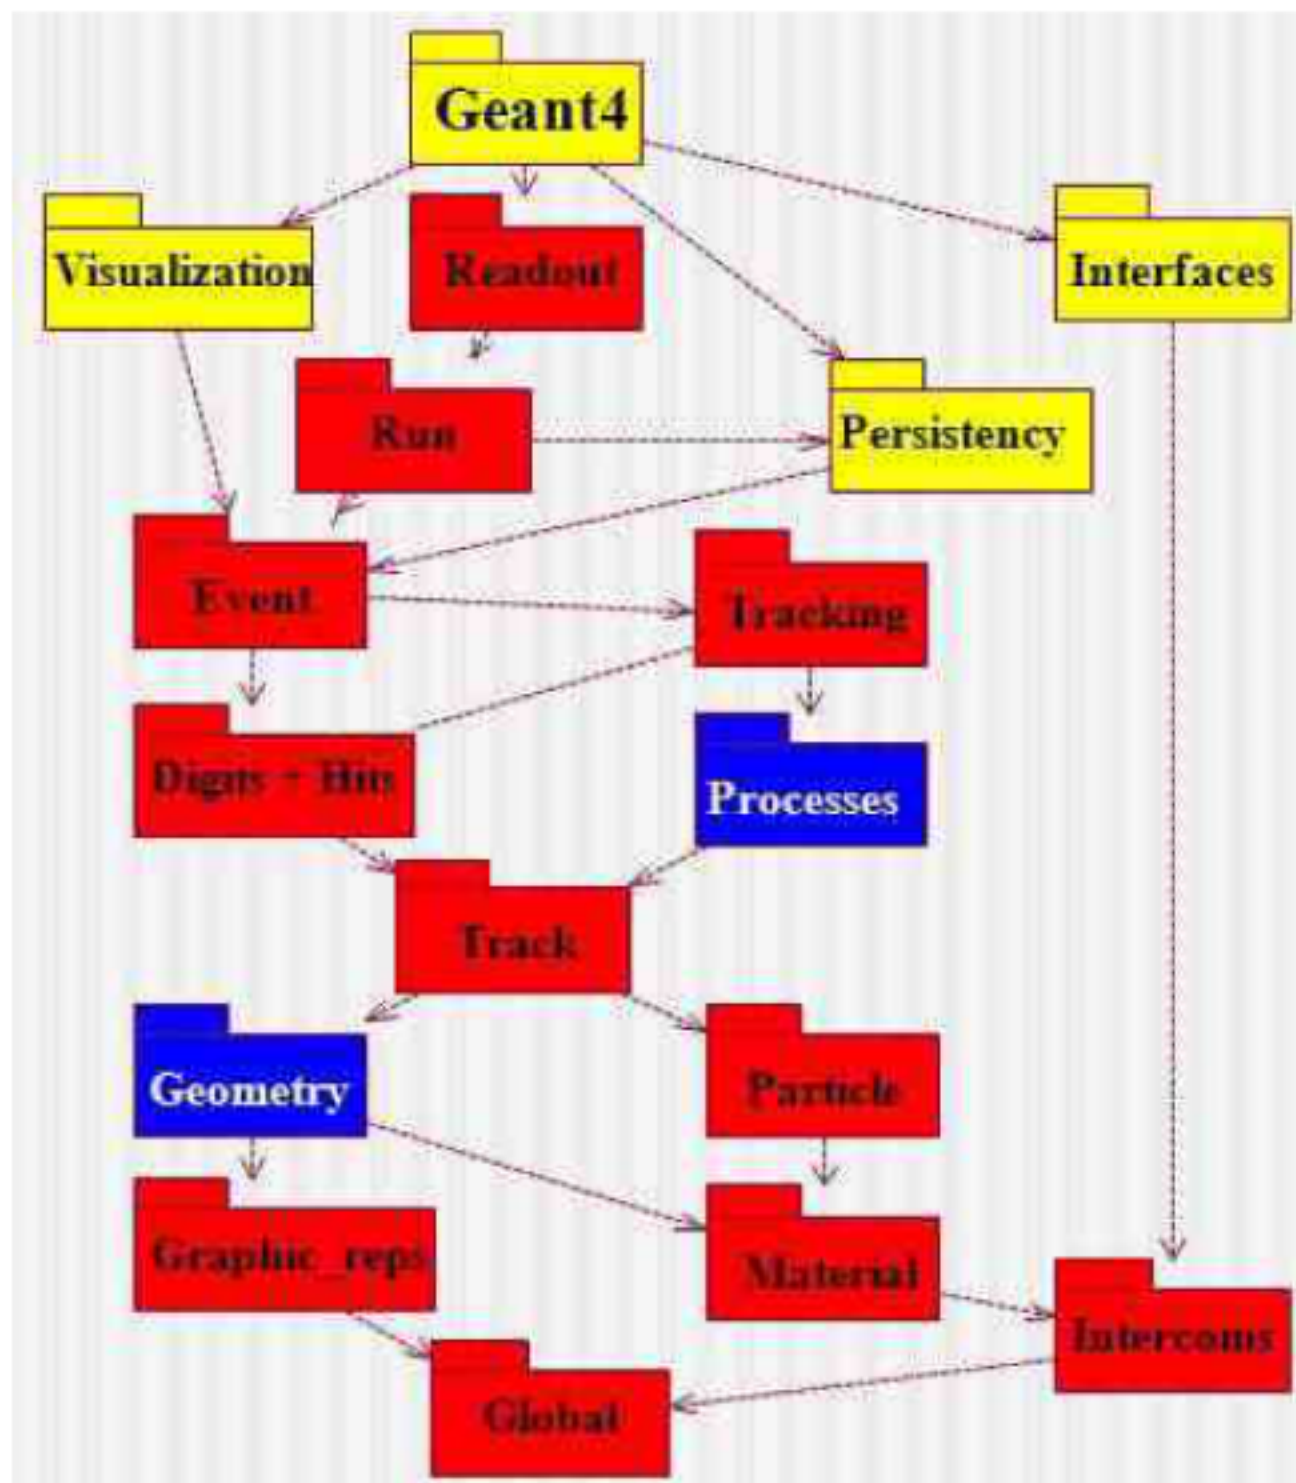 Geant4
Visualization
Readout
Interfaces
Run
Persistency
Event
Tracking
Digits + Hits
Processes
Track
Geometry
Particle
Graphic_reps
Material
Intercoms
Global